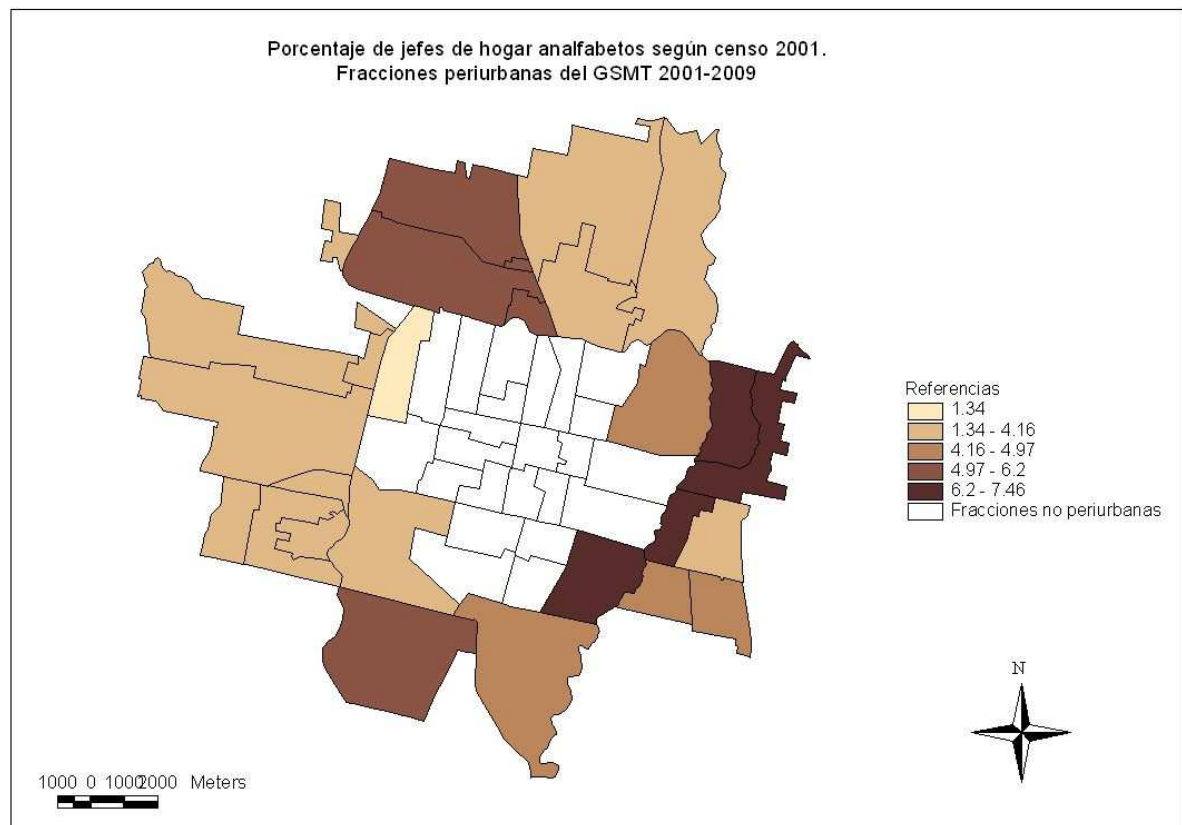 Porcentaje de jefes de hogar analfabetos según censo 2001.
Fracciones periurbanas del GSMT 2001-2009
Referencias
1.34
1.34 - 4.16
4.16 - 4.97
4.97 - 6.2
6.2 - 7.46
Fracciones no periurbanas
N
1000 0 1000 2000 Meters